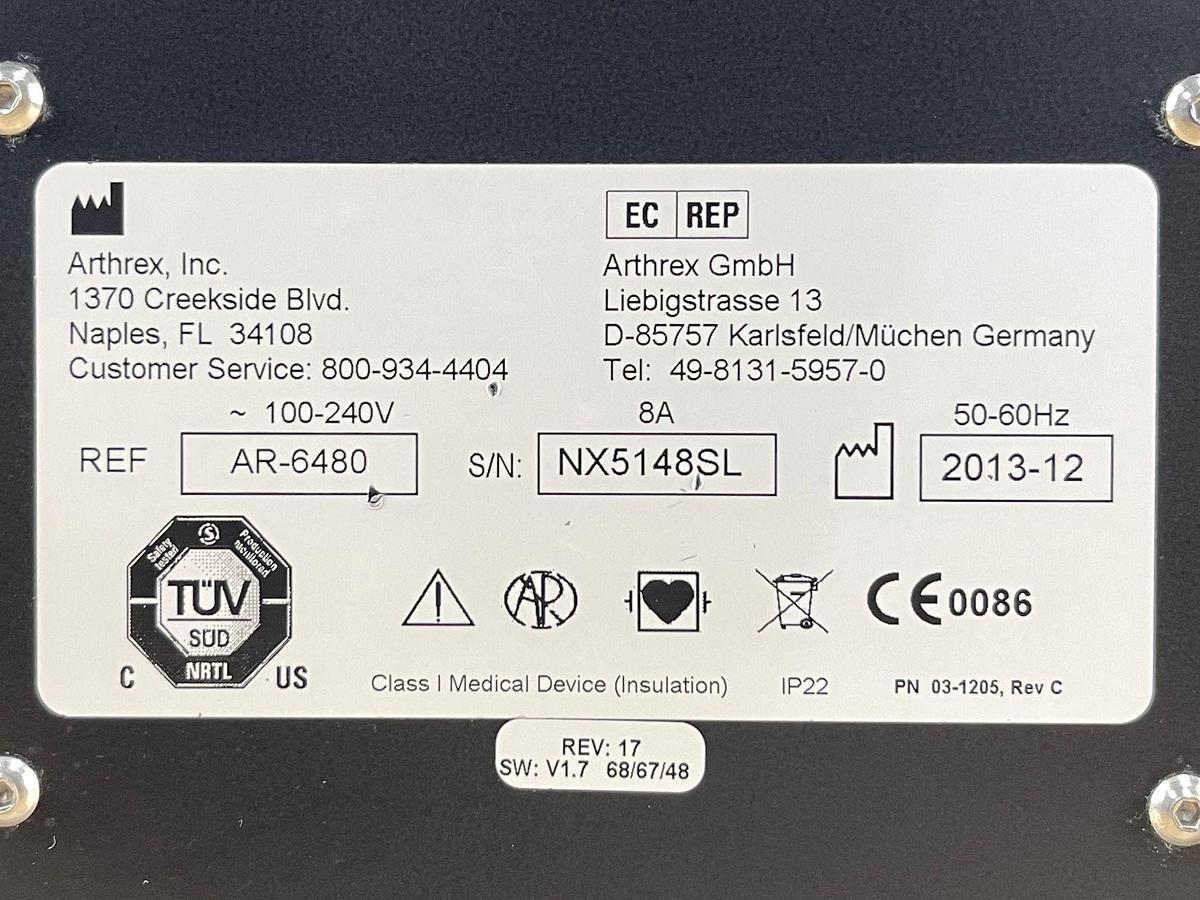 EC REP
Arthrex, Inc.
1370 Creekside Blvd.
Naples, FL 34108
Customer Service: 800-934-4404
Arthrex GmbH
Liebigstrasse 13
D-85757 Karlsfeld/Müchen Germany
Tel: 49-8131-5957-0
~ 100-240V
8A
50-60Hz
REF AR-6480
S/N: NX5148SL
2013-12
Safety tested
S
Production monitored
TÜV
SÜD
NRTL
C US
AR
CE 0086
Class I Medical Device (Insulation)
IP22
PN 03-1205, Rev C
REV: 17
SW: V1.7 68/67/48